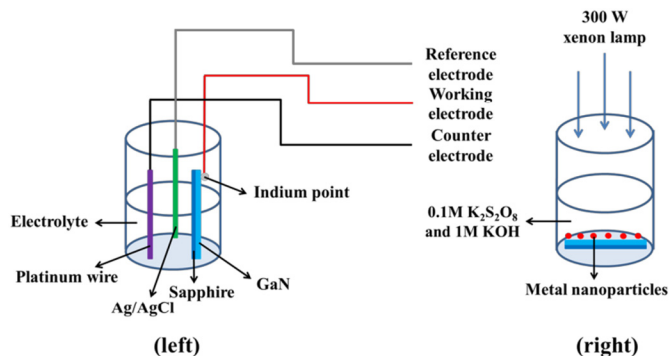 Reference
electrode
Working
electrode
Counter
electrode
Indium point
Electrolyte
Platinum wire
Ag/AgCl
Sapphire
GaN
(left)
300 W
xenon lamp
0.1M K₂S₂O₈
and 1M KOH
Metal nanoparticles
(right)